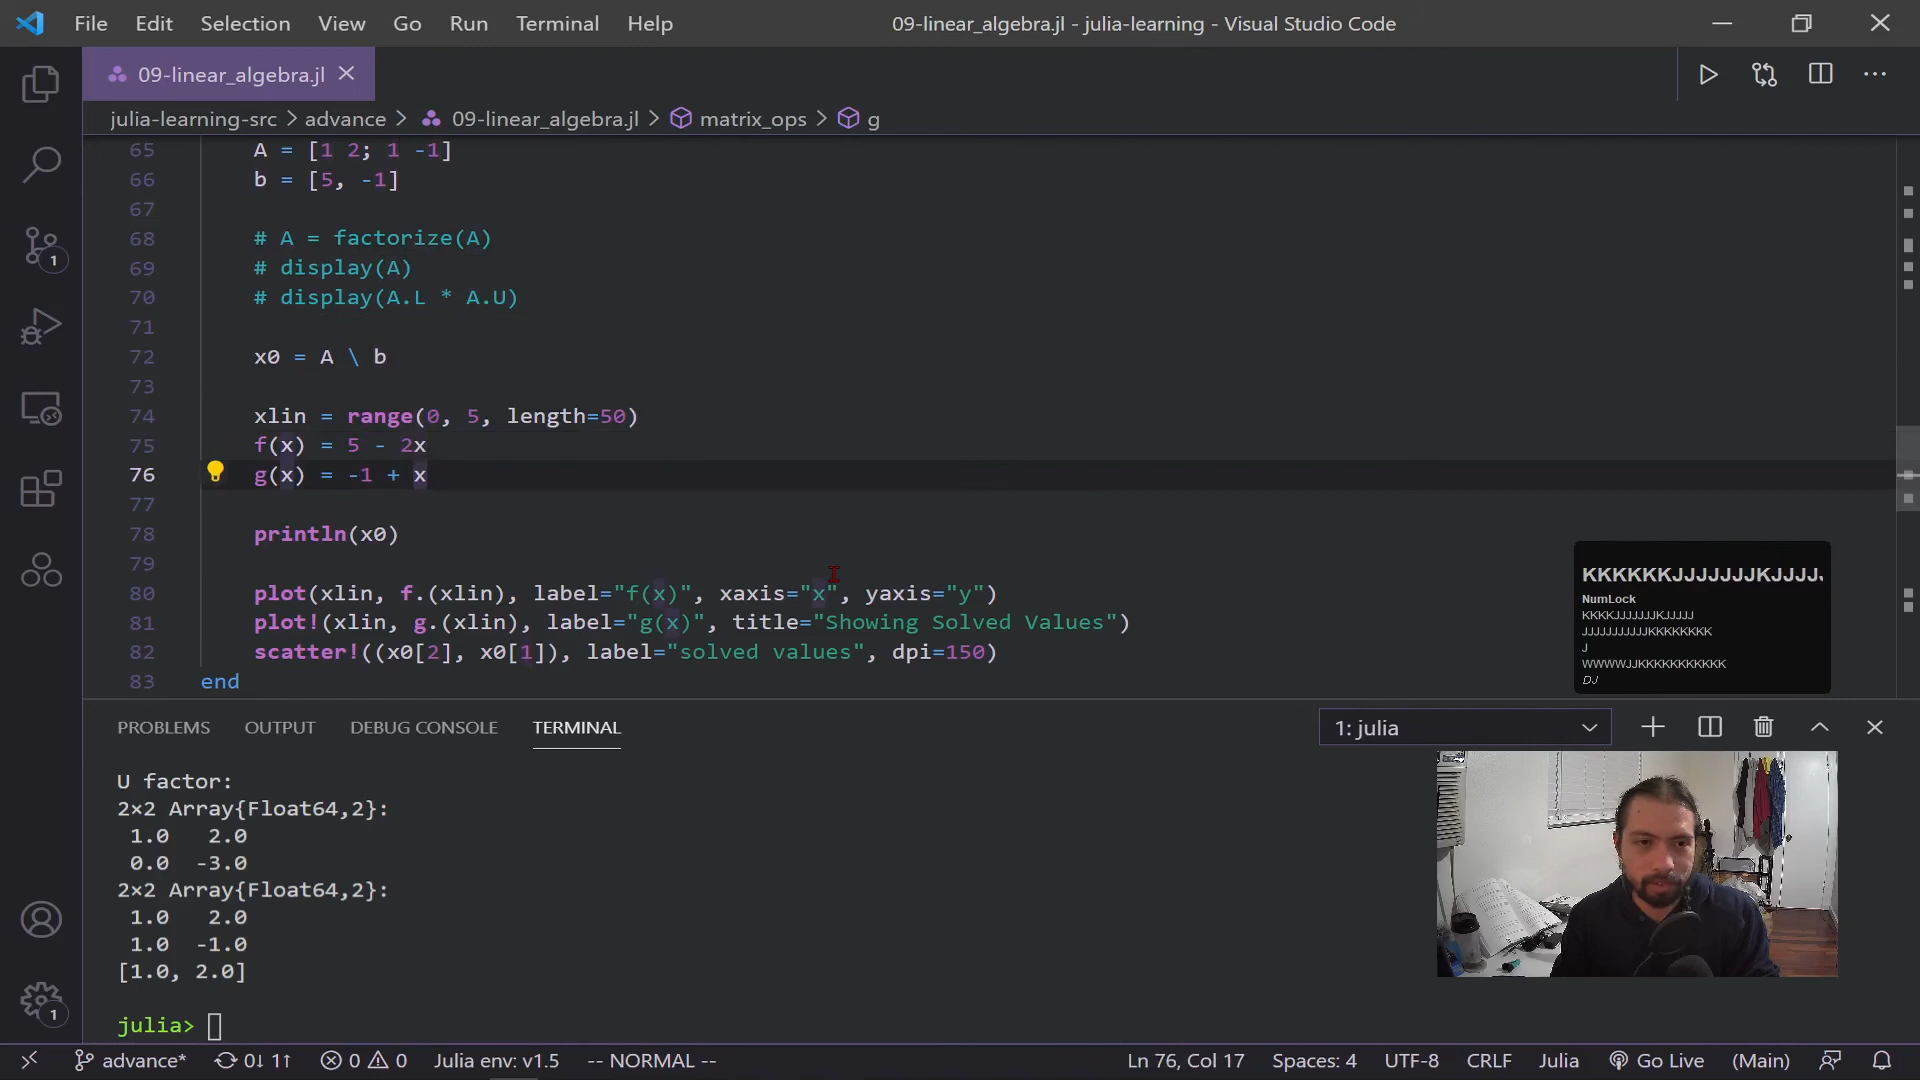 File Edit Selection View Go Run Terminal Help 09-linear_algebra.jl - julia-learning - Visual Studio Code
09-linear_algebra.jl
julia-learning-src > advance > 09-linear_algebra.jl > matrix_ops > g
65 A = [1 2; 1 -1]
66 b = [5, -1]
67
68 # A = factorize(A)
69 # display(A)
70 # display(A.L * A.U)
71
72 x0 = A \ b
73
74 xlin = range(0, 5, length=50)
75 f(x) = 5 - 2x
76 g(x) = -1 + x
77
78 println(x0)
79
80 plot(xlin, f.(xlin), label="f(x)", xaxis="x", yaxis="y")
81 plot!(xlin, g.(xlin), label="g(x)", title="Showing Solved Values")
82 scatter!((x0[2], x0[1]), label="solved values", dpi=150)
83 end
KKKKKKJJJJJJJKJJJJ
NumLock
KKKKJJJJJJKJJJJJ
JJJJJJJJJJJKKKKKKKK
J
WWWWJJKKKKKKKKKKK
DJ
1
PROBLEMS OUTPUT DEBUG CONSOLE TERMINAL 1: julia
U factor:
2×2 Array{Float64,2}:
1.0 2.0
0.0 -3.0
2×2 Array{Float64,2}:
1.0 2.0
1.0 -1.0
[1.0, 2.0]
julia>
1
advance* 0↓ 1↑ 0 0 Julia env: v1.5 -- NORMAL -- Ln 76, Col 17 Spaces: 4 UTF-8 CRLF Julia Go Live (Main)